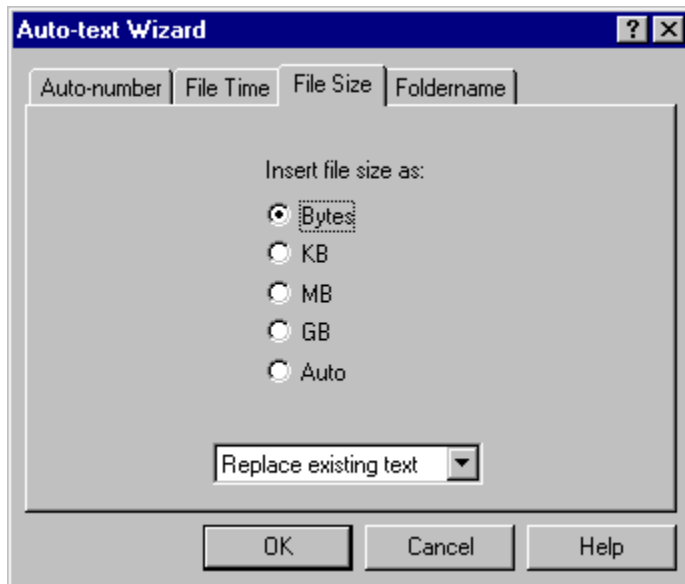 Auto-text Wizard
Auto-number File Time File Size Foldername
Insert file size as:
Bytes
KB
MB
GB
Auto
Replace existing text
OK Cancel Help